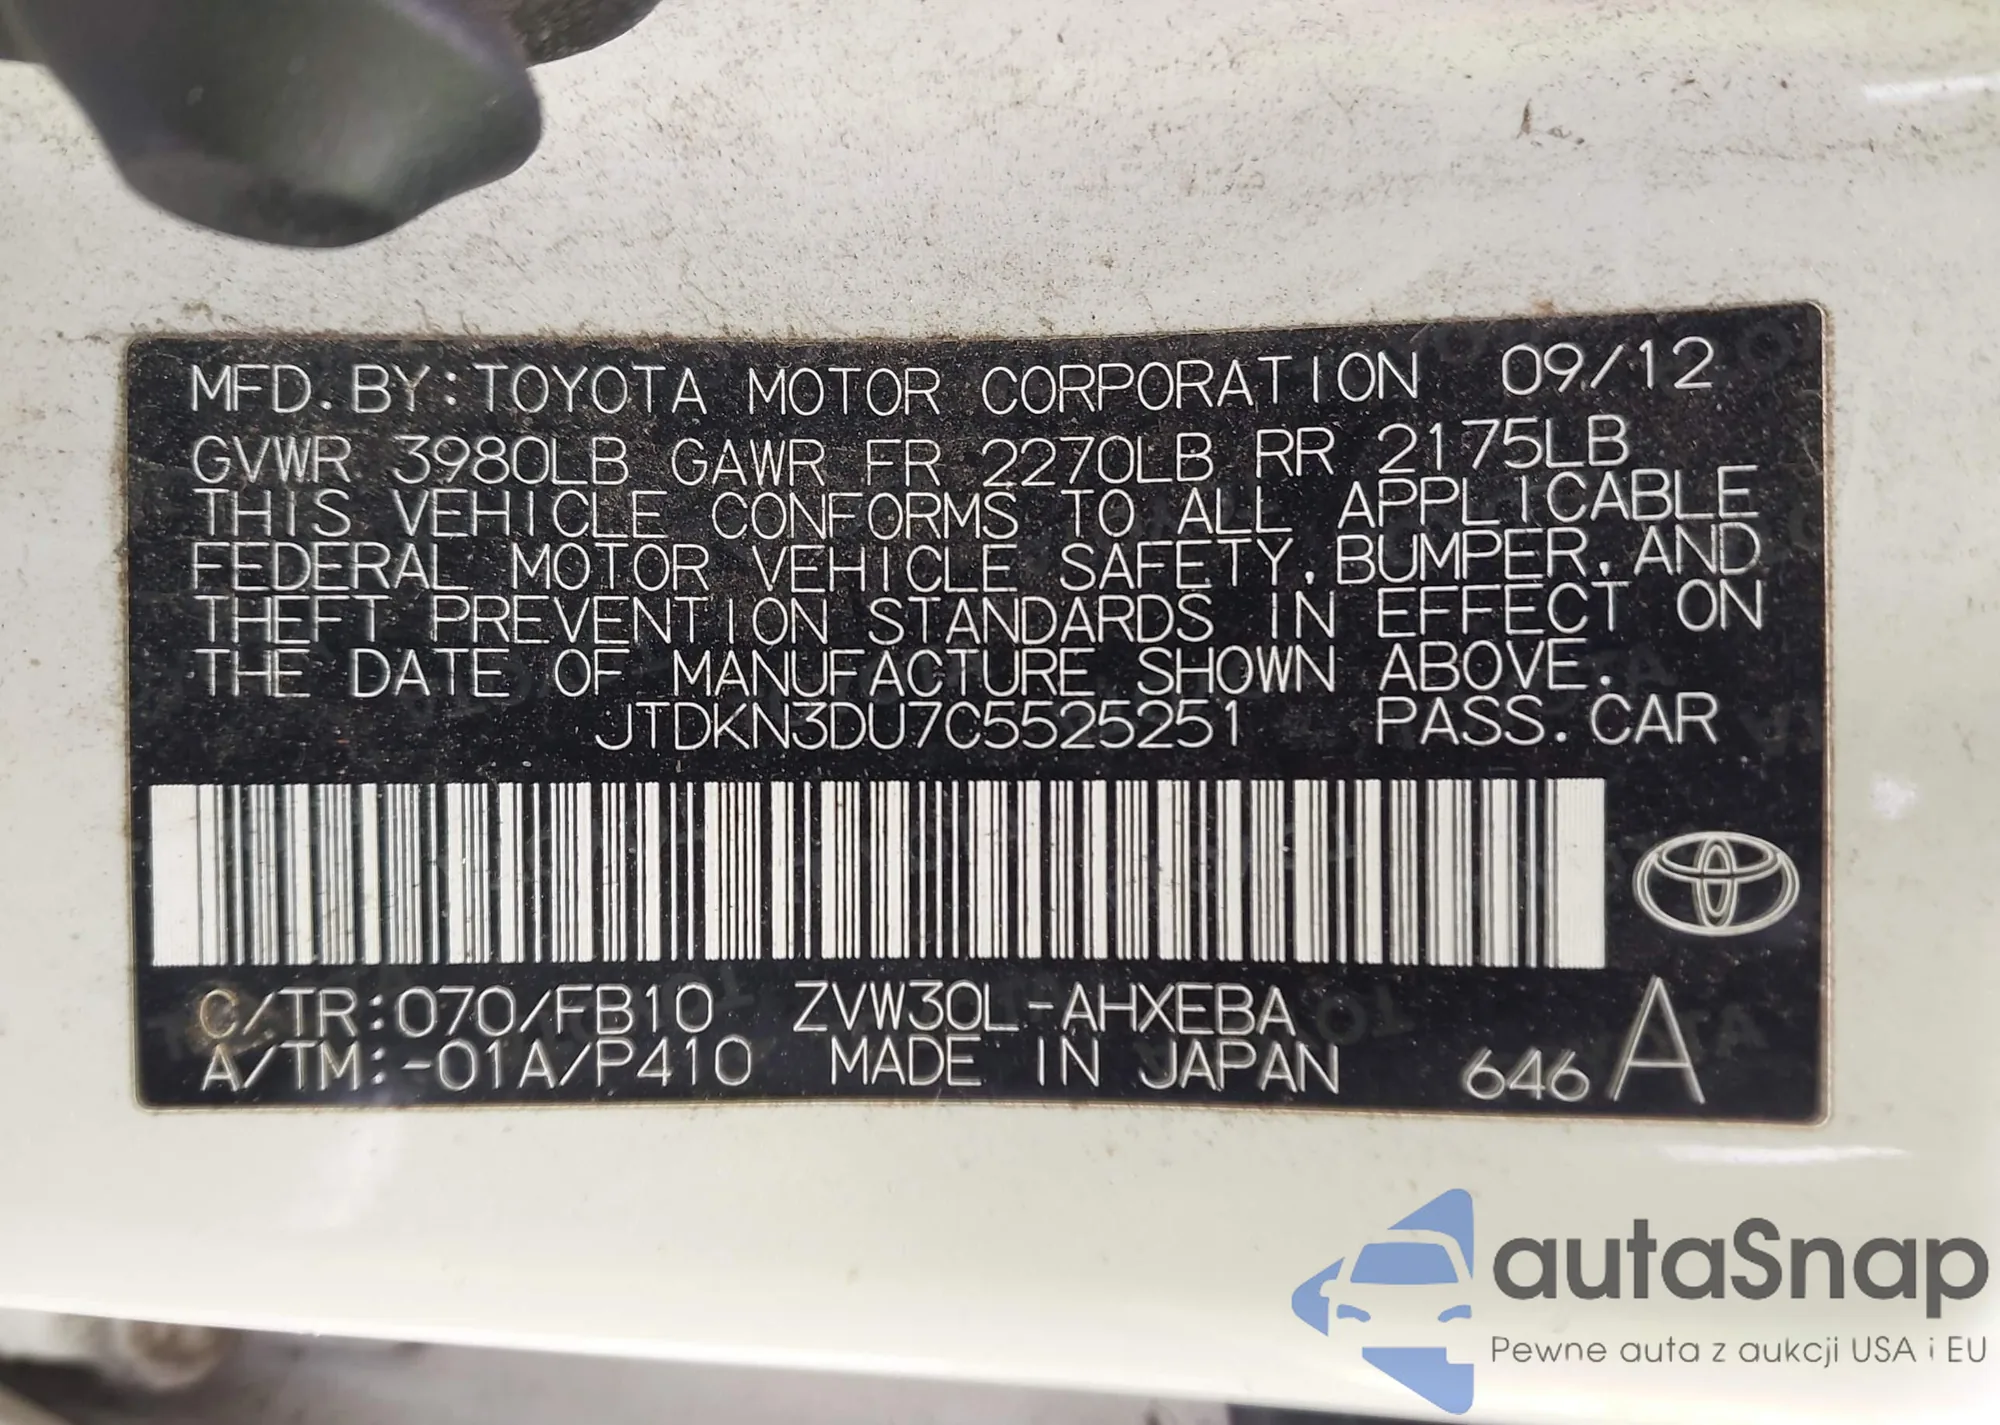 MFD. BY: TOYOTA MOTOR CORPORATION 09/12
GVWR 3980LB GAWR FR 2270LB RR 2175LB
THIS VEHICLE CONFORMS TO ALL APPLICABLE
FEDERAL MOTOR VEHICLE SAFETY, BUMPER, AND
THEFT PREVENTION STANDARDS IN EFFECT ON
THE DATE OF MANUFACTURE SHOWN ABOVE.
JTDKN3DU7C5525251 PASS. CAR
C/TR: 070/FB10 ZVW30L-AHXEBA
A/TM: -01A/P410 MADE IN JAPAN 646 A
autaSnap
Pewne auta z aukcji USA i EU